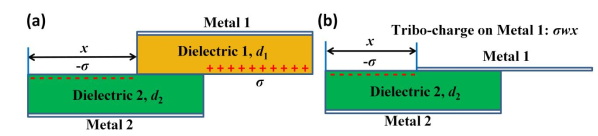 (a)
Metal 1
x
-σ
Dielectric 1, d1
+ + + + + + + + + +
σ
Dielectric 2, d2
Metal 2
(b)
Tribo-charge on Metal 1: σwx
x
-σ
Metal 1
Dielectric 2, d2
Metal 2